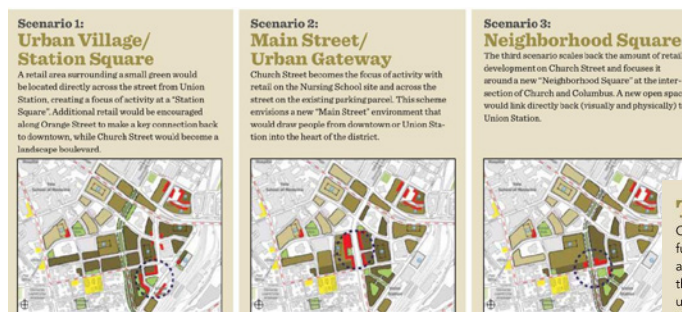 Scenario 1:
Urban Village/
Station Square
A retail area surrounding a small green would
be located directly across the street from Union
Station, creating a focus of activity at a "Station
Square". Additional retail would be encouraged
along Orange Street to make a key connection back
to downtown, while Church Street would become a
landscape boulevard.
Scenario 2:
Main Street/
Urban Gateway
Church Street becomes the focus of activity with
retail on the Nursing School site and across the
street on the existing parking parcel. This scheme
envisions a new "Main Street" environment that
would draw people from downtown or Union Sta-
tion into the heart of the district.
Scenario 3:
Neighborhood Square
The third scenario scales back the amount of retail
development on Church Street and focuses it
around a new "Neighborhood Square" at the inter-
section of Church and Columbus. A new open spac
would link directly back (visually and physically) t
Union Station.